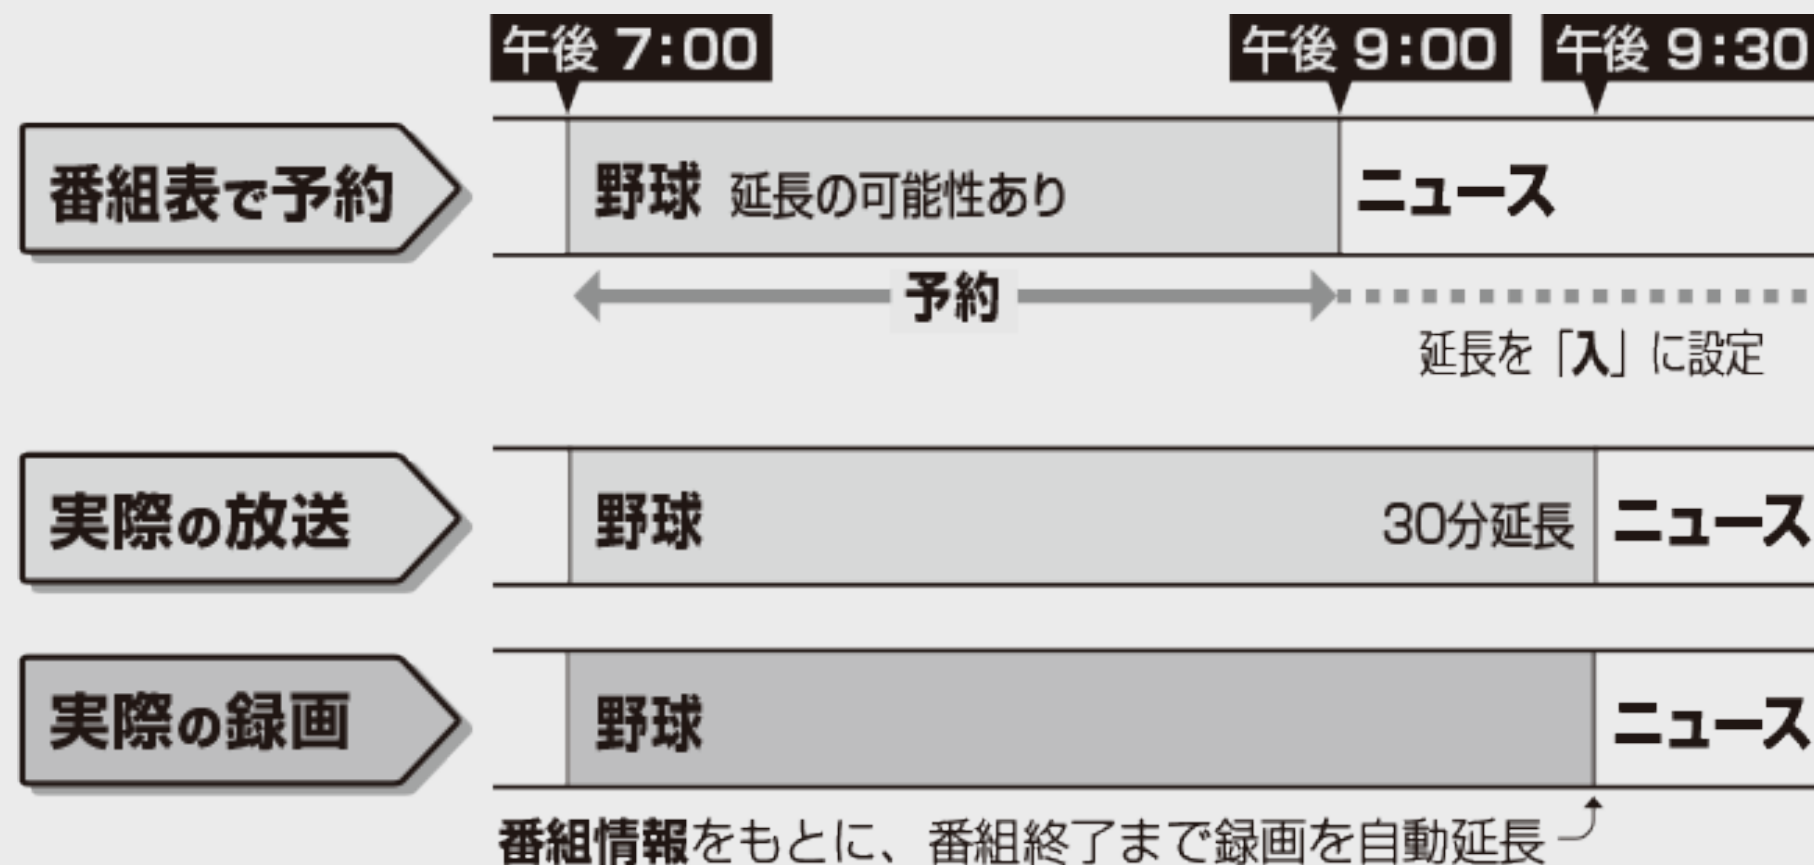 午後 7:00 午後 9:00 午後 9:30
番組表で予約 野球 延長の可能性あり ニュース
予約
延長を「入」に設定
実際の放送 野球 30分延長 ニュース
実際の録画 野球 ニュース
番組情報をもとに、番組終了まで録画を自動延長